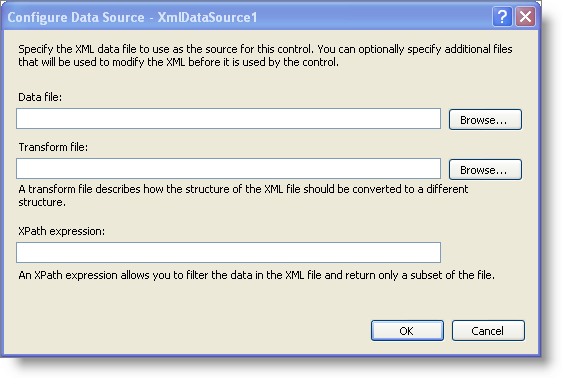 Configure Data Source - XmlDataSource1
Specify the XML data file to use as the source for this control. You can optionally specify additional files
that will be used to modify the XML before it is used by the control.
Data file:
Browse...
Transform file:
Browse...
A transform file describes how the structure of the XML file should be converted to a different
structure.
XPath expression:
An XPath expression allows you to filter the data in the XML file and return only a subset of the file.
OK Cancel